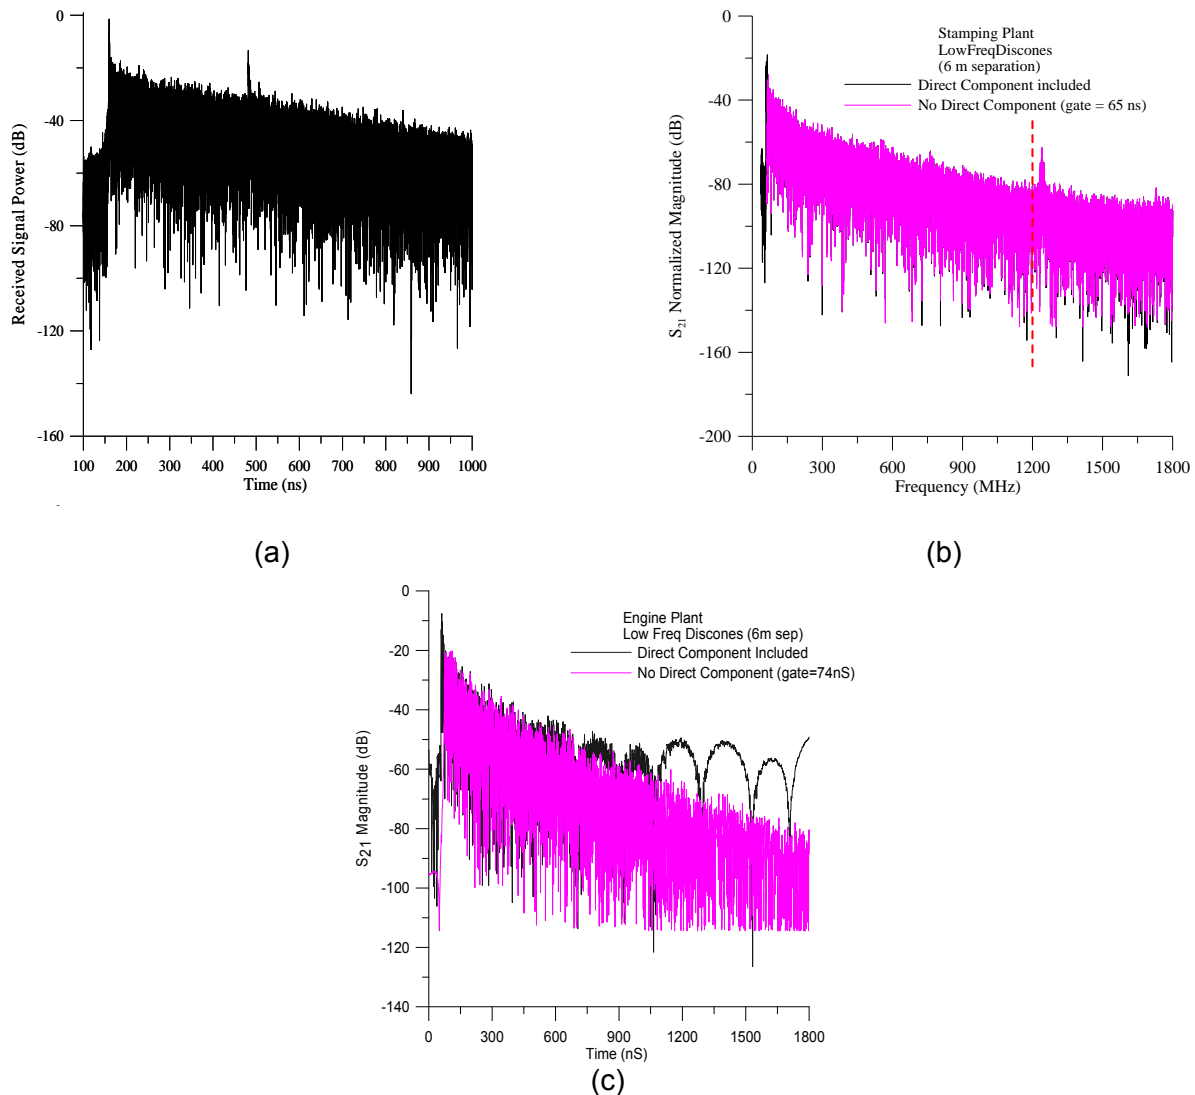 0
-40
-80
-120
-160
Received Signal Power (dB)
100 200 300 400 500 600 700 800 900 1000
Time (ns)
(a)
0
-40
-80
-120
-160
-200
S21 Normalized Magnitude (dB)
Stamping Plant
LowFreqDiscones
(6 m separation)
Direct Component included
No Direct Component (gate = 65 ns)
0 300 600 900 1200 1500 1800
Frequency (MHz)
(b)
0
-20
-40
-60
-80
-100
-120
-140
S21 Magnitude (dB)
Engine Plant
Low Freq Discones (6m sep)
Direct Component Included
No Direct Component (gate=74nS)
0 300 600 900 1200 1500 1800
Time (nS)
(c)